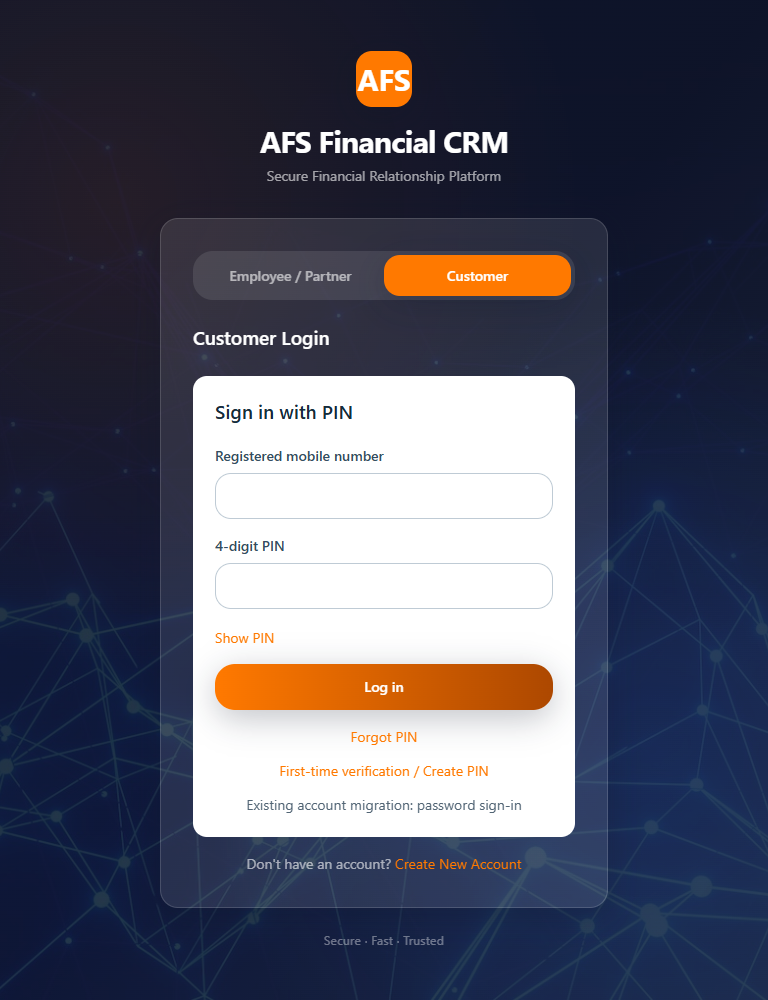 AFS
AFS Financial CRM
Secure Financial Relationship Platform
Employee / Partner
Customer
Customer Login
Sign in with PIN
Registered mobile number
4-digit PIN
Show PIN
Log in
Forgot PIN
First-time verification / Create PIN
Existing account migration: password sign-in
Don't have an account? Create New Account
Secure · Fast · Trusted